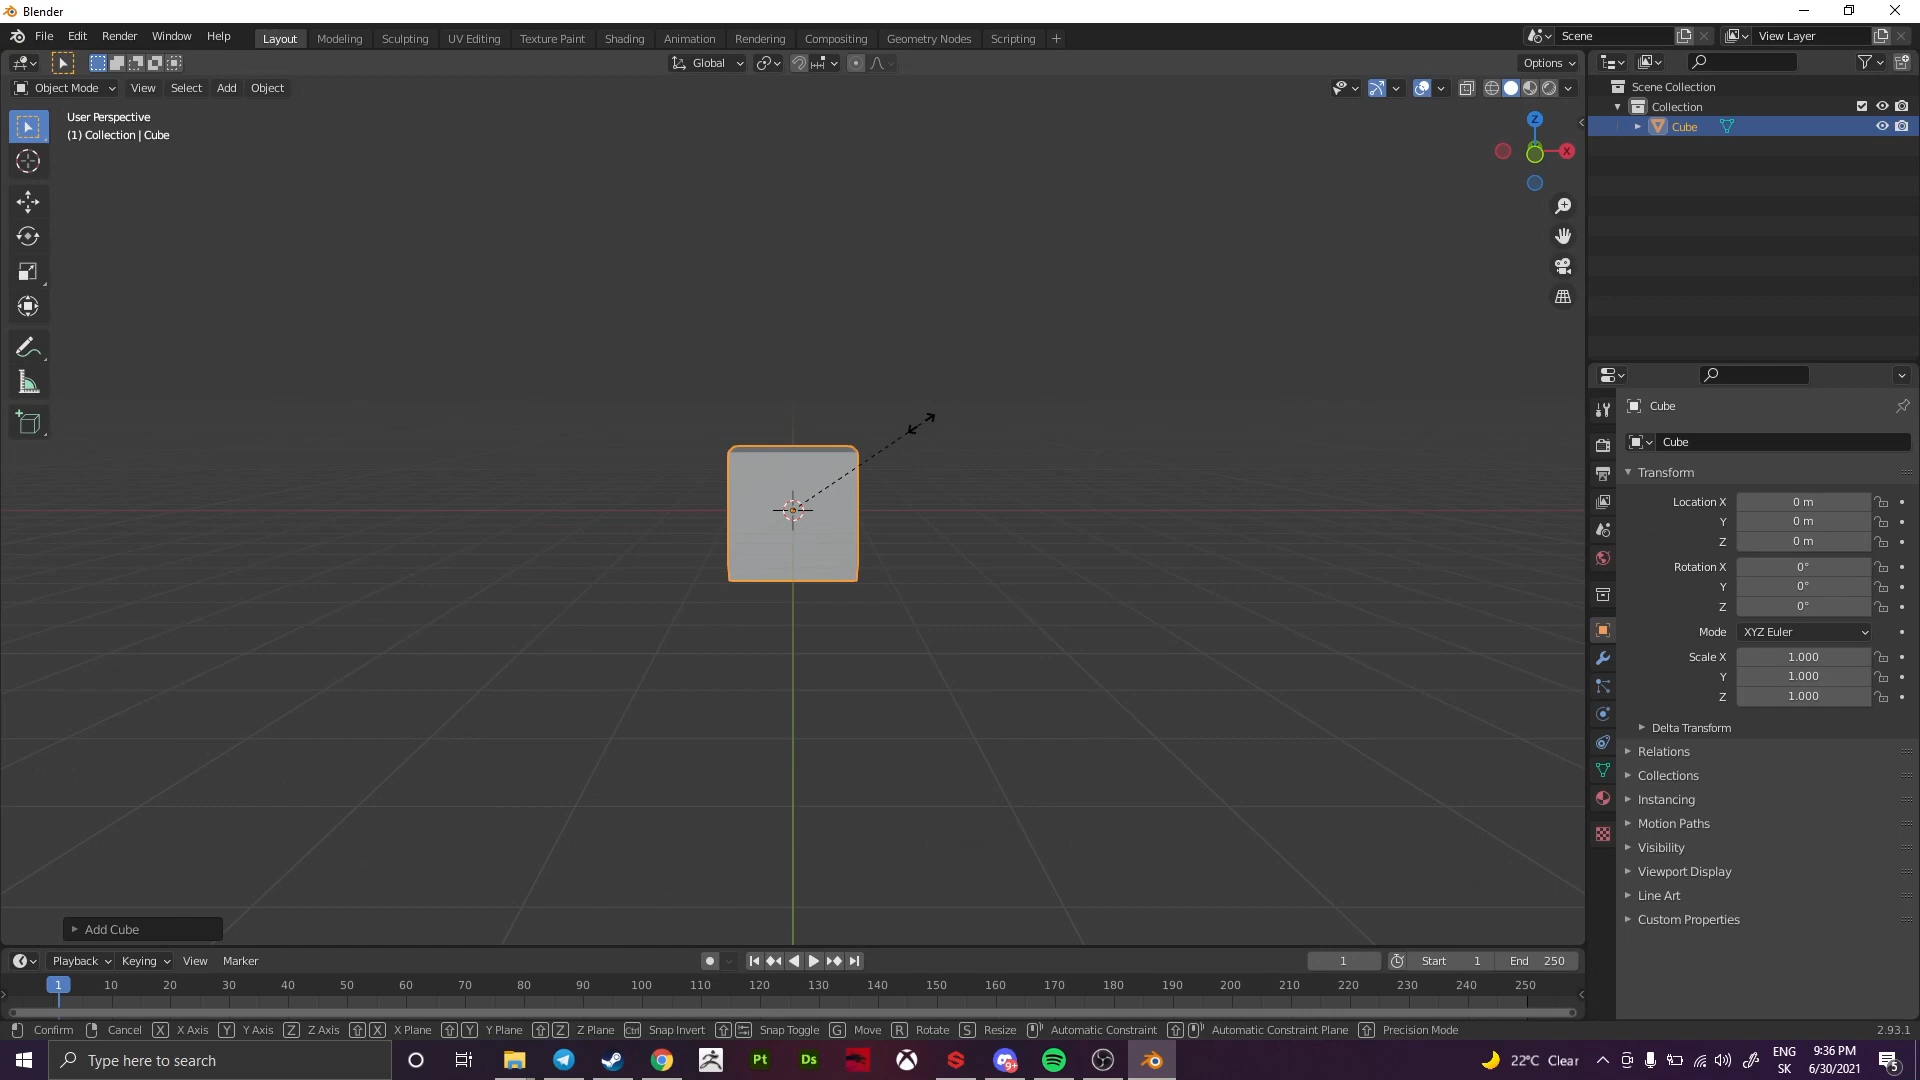 Blender
File Edit Render Window Help
Layout Modeling Sculpting UV Editing Texture Paint Shading Animation Rendering Compositing Geometry Nodes Scripting
Scene
View Layer
Global
Options
Object Mode View Select Add Object
User Perspective
(1) Collection | Cube
Z
X
Scene Collection
Collection
Cube
Cube
Cube
Transform
Location X 0 m
Y 0 m
Z 0 m
Rotation X 0°
Y 0°
Z 0°
Mode XYZ Euler
Scale X 1.000
Y 1.000
Z 1.000
Delta Transform
Relations
Collections
Instancing
Motion Paths
Visibility
Viewport Display
Line Art
Custom Properties
Add Cube
Playback Keying View Marker
1 Start 1 End 250
1 10 20 30 40 50 60 70 80 90 100 110 120 130 140 150 160 170 180 190 200 210 220 230 240 250
Confirm Cancel X X Axis Y Y Axis Z Z Axis X X Plane Y Y Plane Z Z Plane Ctrl Snap Invert Snap Toggle G Move R Rotate S Resize Automatic Constraint Automatic Constraint Plane Precision Mode 2.93.1
Type here to search
Pt
Ds
9+
22°C Clear
ENG
SK
9:36 PM
6/30/2021
5